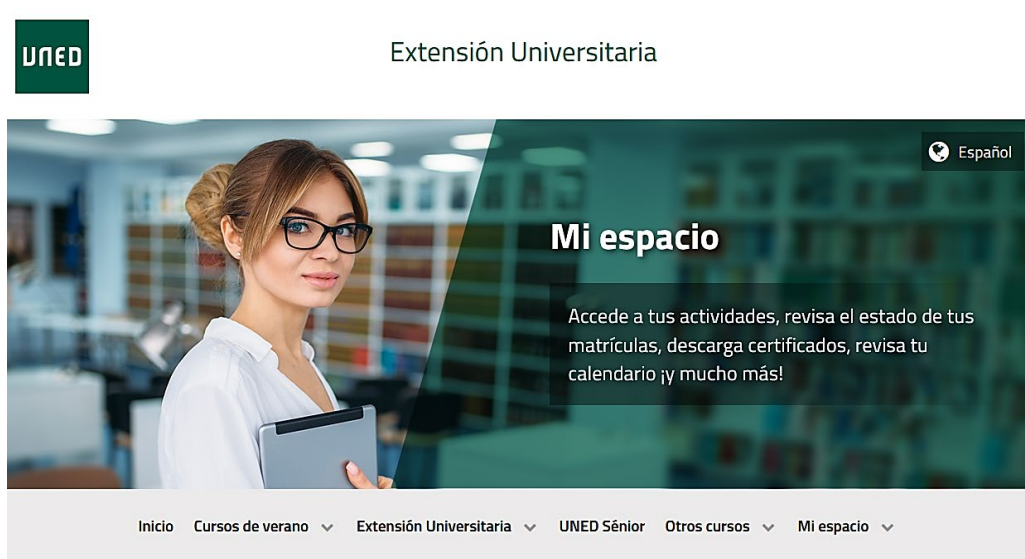 UNED
Extensión Universitaria
Español
Mi espacio
Accede a tus actividades, revisa el estado de tus
matrículas, descarga certificados, revisa tu
calendario ¡y mucho más!
Inicio Cursos de verano Extensión Universitaria UNED Sénior Otros cursos Mi espacio